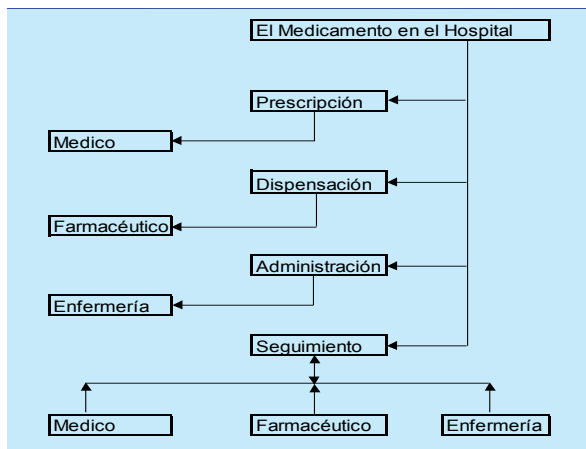 El Medicamento en el Hospital
Prescripción
Medico
Dispensación
Farmacéutico
Administración
Enfermería
Seguimiento
Medico
Farmacéutico
Enfermería